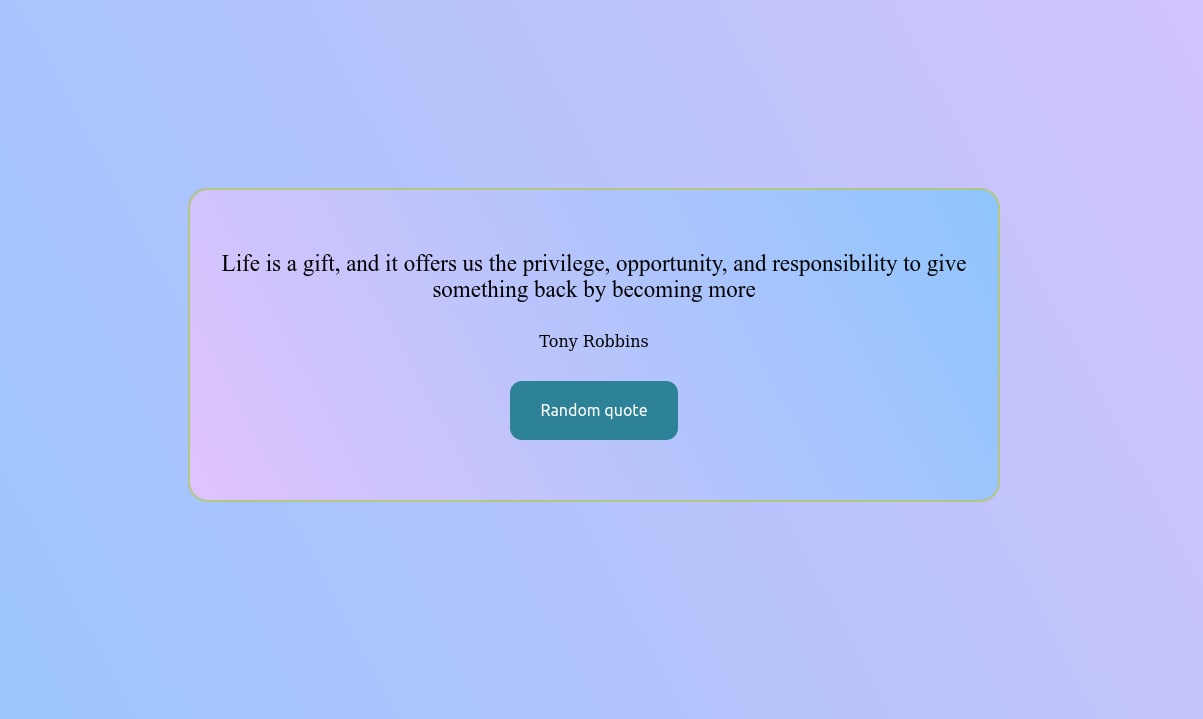 Life is a gift, and it offers us the privilege, opportunity, and responsibility to give
something back by becoming more
Tony Robbins
Random quote